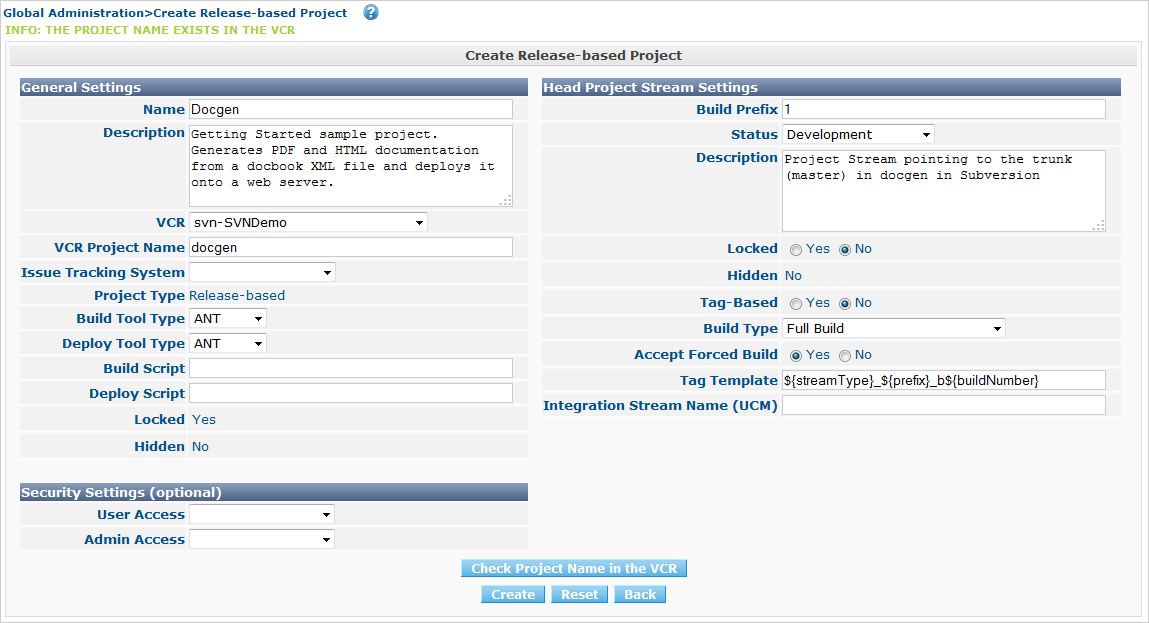 Global Administration>Create Release-based Project ?
INFO: THE PROJECT NAME EXISTS IN THE VCR
Create Release-based Project
General Settings
Name Docgen
Description Getting Started sample project.
Generates PDF and HTML documentation
from a docbook XML file and deploys it
onto a web server.
VCR svn-SVNDemo
VCR Project Name docgen
Issue Tracking System
Project Type Release-based
Build Tool Type ANT
Deploy Tool Type ANT
Build Script
Deploy Script
Locked Yes
Hidden No
Security Settings (optional)
User Access
Admin Access
Head Project Stream Settings
Build Prefix 1
Status Development
Description Project Stream pointing to the trunk
(master) in docgen in Subversion
Locked Yes No
Hidden No
Tag-Based Yes No
Build Type Full Build
Accept Forced Build Yes No
Tag Template ${streamType}_${prefix}_b${buildNumber}
Integration Stream Name (UCM)
Check Project Name in the VCR
Create Reset Back